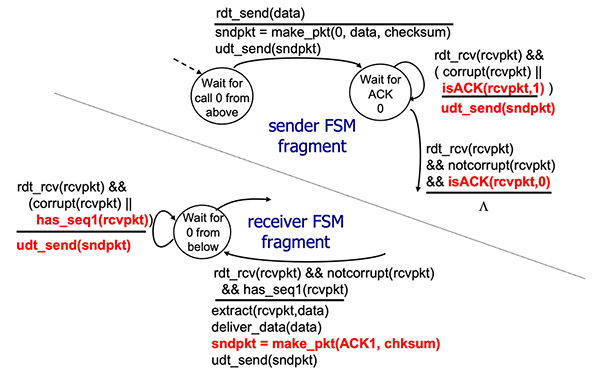 rdt_send(data)
sndpkt = make_pkt(0, data, checksum)
udt_send(sndpkt)
Wait for
call 0 from
above
Wait for
ACK
0
rdt_rcv(rcvpkt) &&
( corrupt(rcvpkt) ||
isACK(rcvpkt,1) )
udt_send(sndpkt)
sender FSM
fragment
rdt_rcv(rcvpkt)
&& notcorrupt(rcvpkt)
&& isACK(rcvpkt,0)
Λ
rdt_rcv(rcvpkt) &&
(corrupt(rcvpkt) ||
has_seq1(rcvpkt))
udt_send(sndpkt)
Wait for
0 from
below
receiver FSM
fragment
rdt_rcv(rcvpkt) && notcorrupt(rcvpkt)
&& has_seq1(rcvpkt)
extract(rcvpkt,data)
deliver_data(data)
sndpkt = make_pkt(ACK1, chksum)
udt_send(sndpkt)